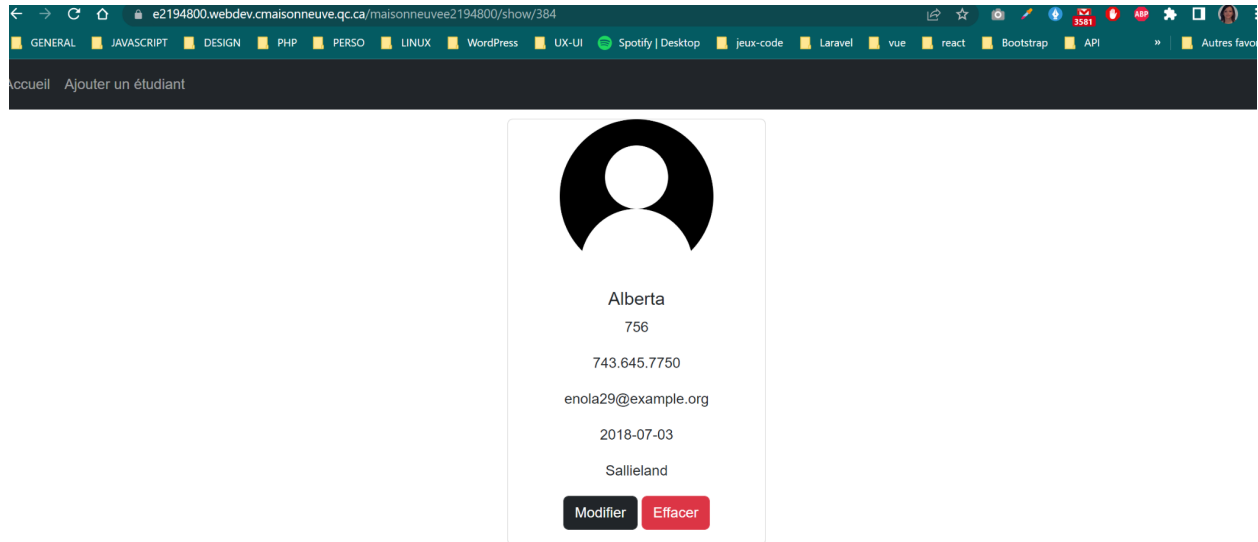 e2194800.webdev.cmaisonneuve.qc.ca/maisonneuvee2194800/show/384
3581
ABP
GENERAL JAVASCRIPT DESIGN PHP PERSO LINUX WordPress UX-UI Spotify | Desktop jeux-code Laravel vue react Bootstrap API » Autres favor
Accueil Ajouter un étudiant
Alberta
756
743.645.7750
enola29@example.org
2018-07-03
Sallieland
Modifier Effacer